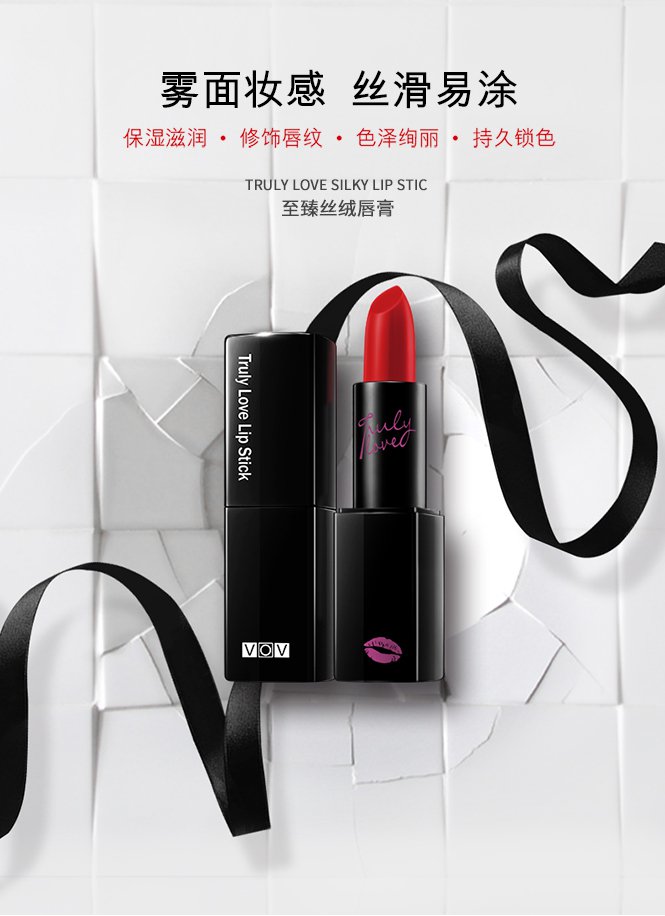 雾面妆感 丝滑易涂
保湿滋润 • 修饰唇纹 • 色泽绚丽 • 持久锁色
TRULY LOVE SILKY LIP STIC
至臻丝绒唇膏
Truly Love Lip Stick
Truly
love
VOV